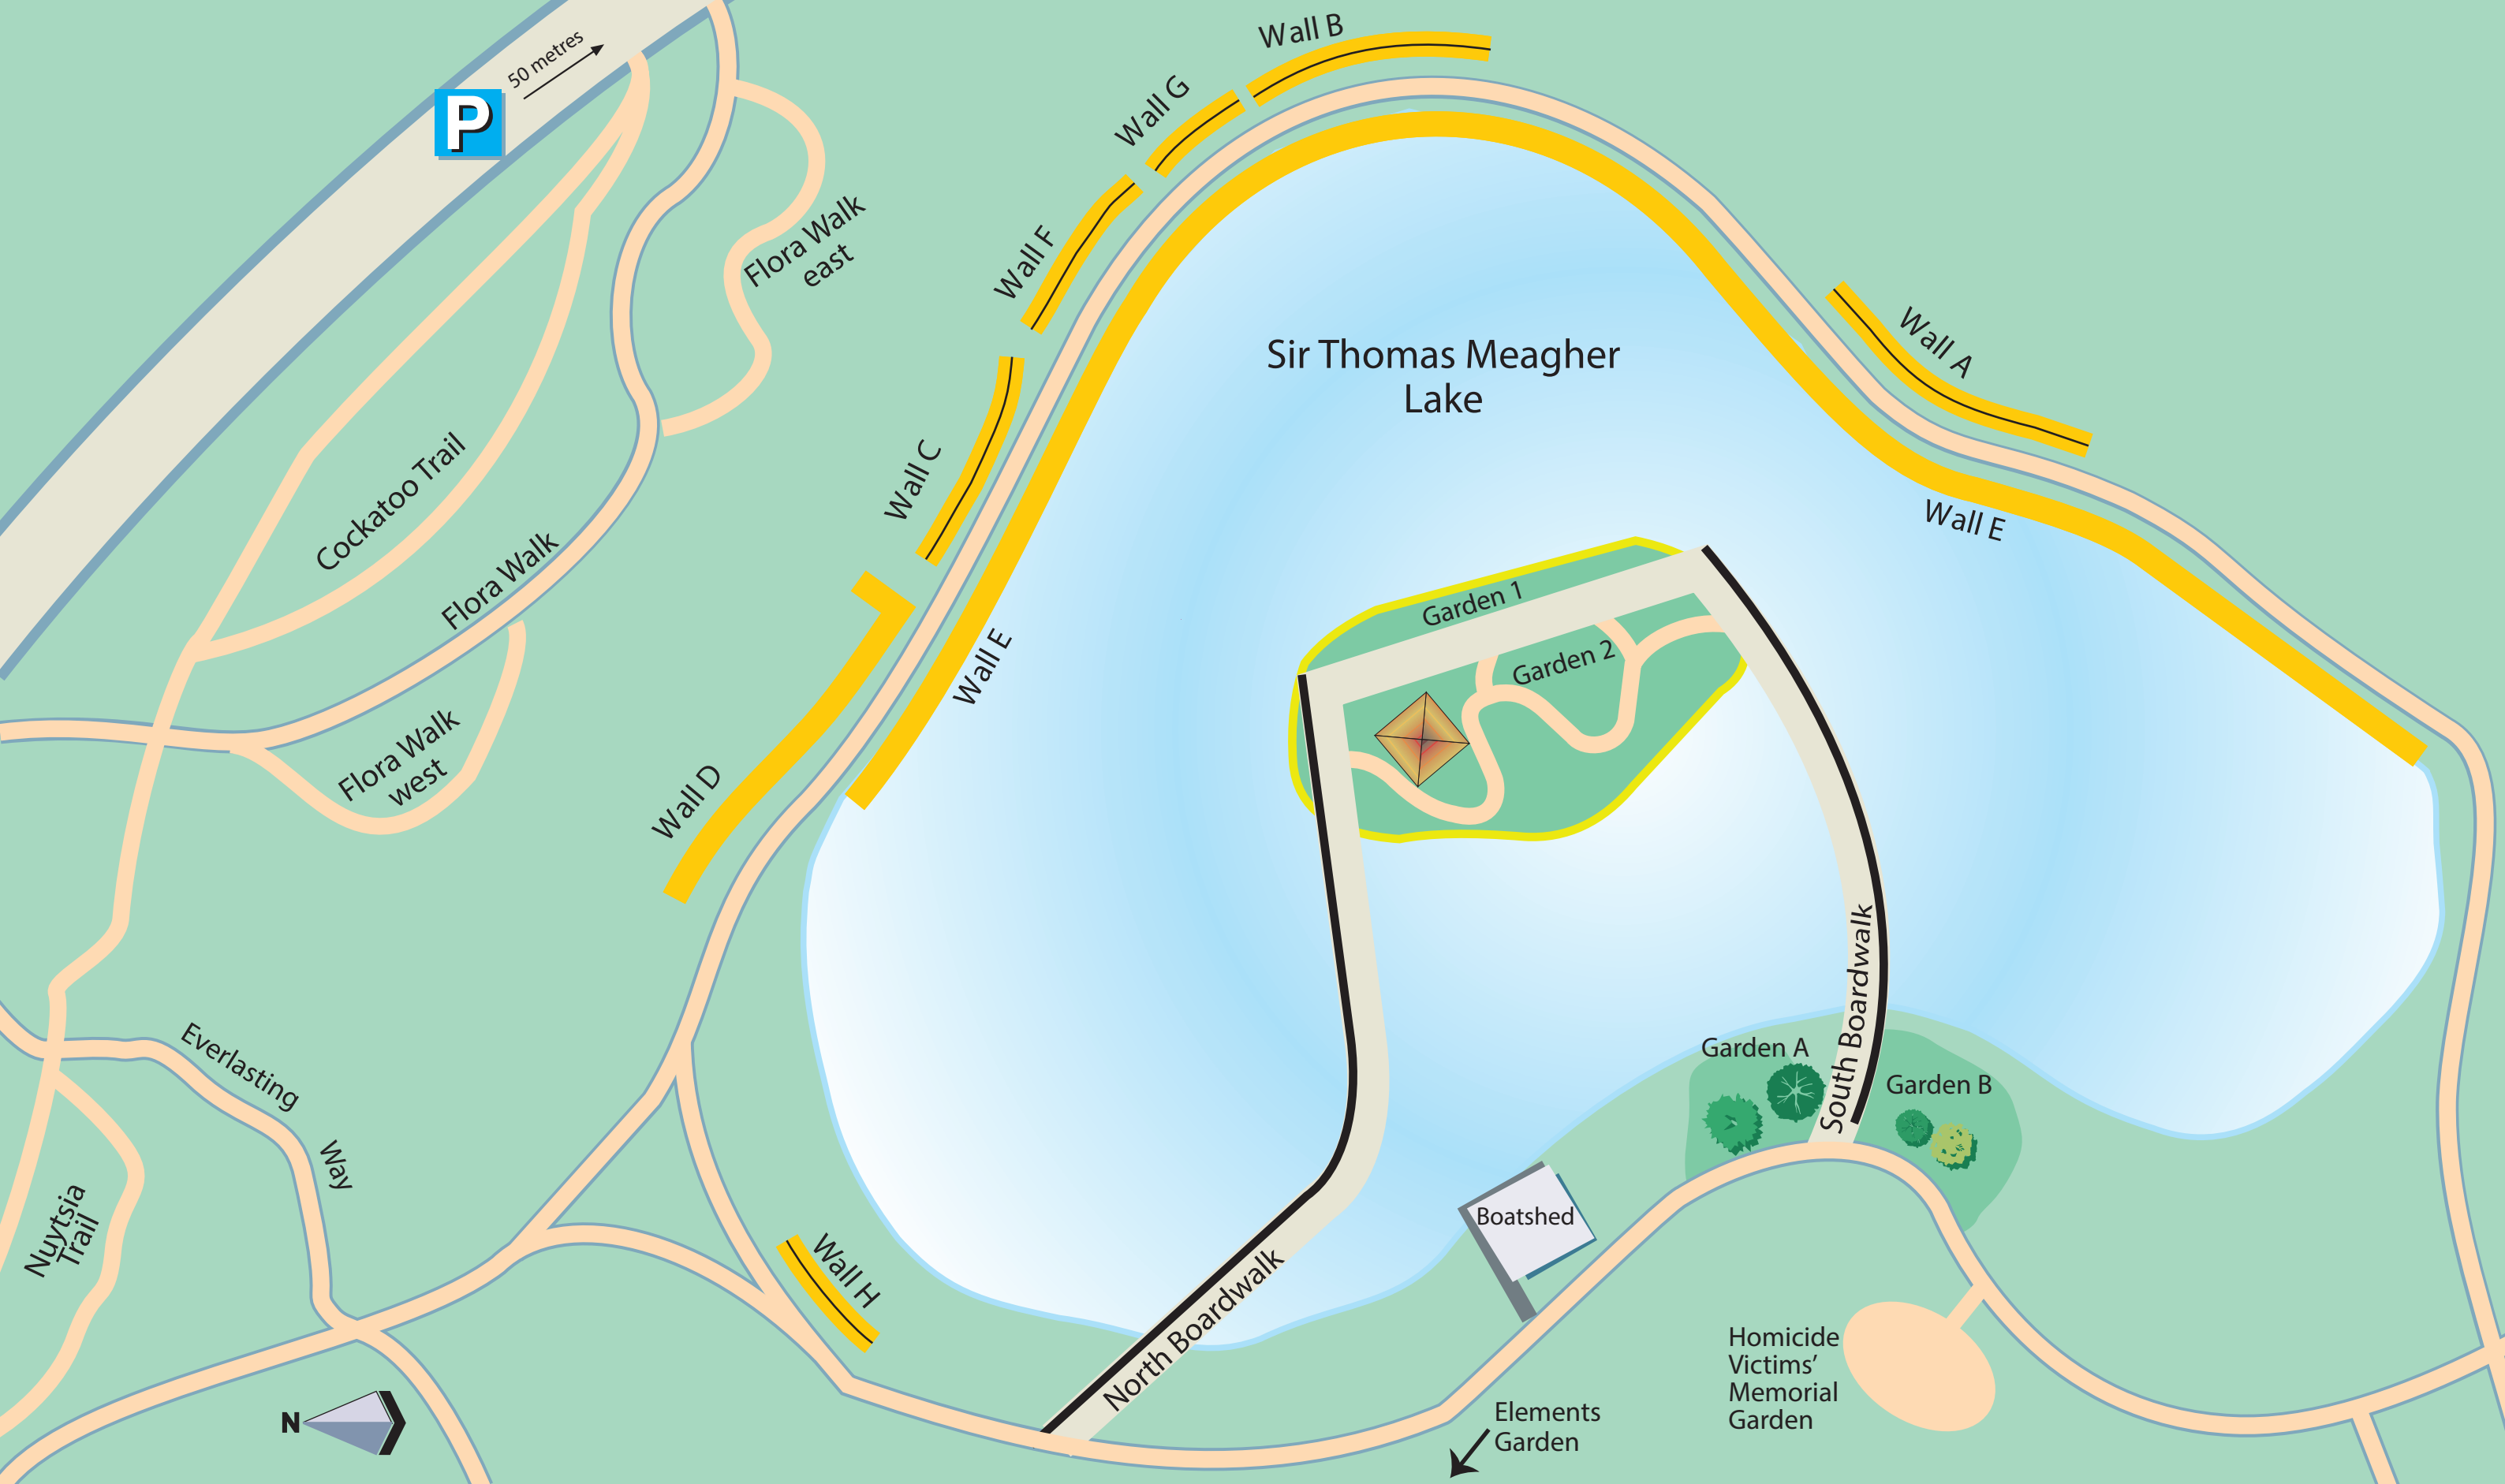 Wall B
50 metres
P
Wall G
Flora Walk
east
Wall F
Sir Thomas Meagher
Lake
Wall A
Wall C
Cockatoo Trail
Wall E
Flora Walk
Garden 1
Garden 2
Wall E
Flora Walk
west
Wall D
South Boardwalk
Garden A
Garden B
Everlasting
Way
Nuytsia
Trail
Boatshed
Wall H
North Boardwalk
Homicide
Victims’
Memorial
Garden
Elements
Garden
N